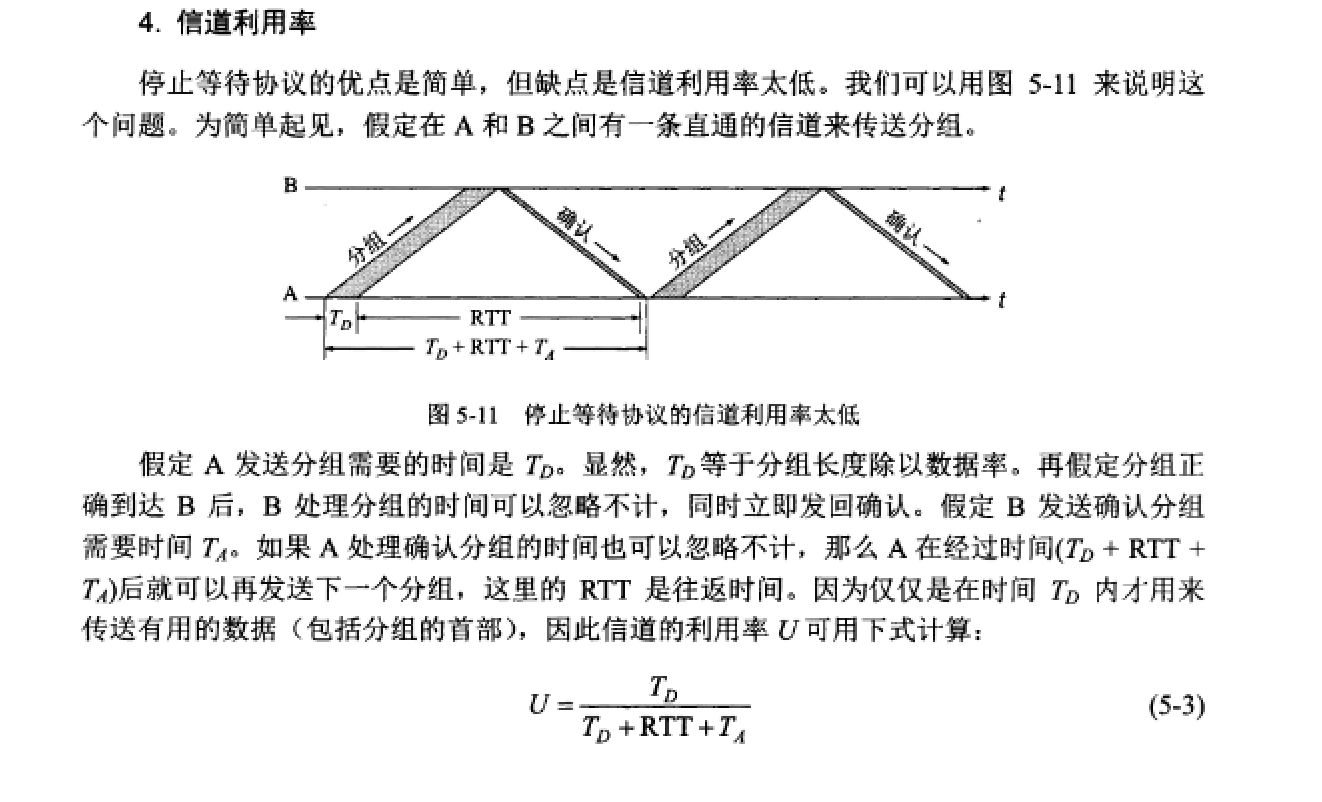 4. 信道利用率
停止等待协议的优点是简单，但缺点是信道利用率太低。我们可以用图 5-11 来说明这
个问题。为简单起见，假定在 A 和 B 之间有一条直通的信道来传送分组。
B
t
分组
确认
分组
确认
A
t
T_D
RTT
T_D + RTT + T_A
图 5-11 停止等待协议的信道利用率太低
假定 A 发送分组需要的时间是 T_D。显然，T_D 等于分组长度除以数据率。再假定分组正
确到达 B 后，B 处理分组的时间可以忽略不计，同时立即发回确认。假定 B 发送确认分组
需要时间 T_A。如果 A 处理确认分组的时间也可以忽略不计，那么 A 在经过时间(T_D + RTT +
T_A)后就可以再发送下一个分组，这里的 RTT 是往返时间。因为仅仅是在时间 T_D 内才用来
传送有用的数据（包括分组的首部），因此信道的利用率 U 可用下式计算：
U = T_D / (T_D + RTT + T_A) (5-3)